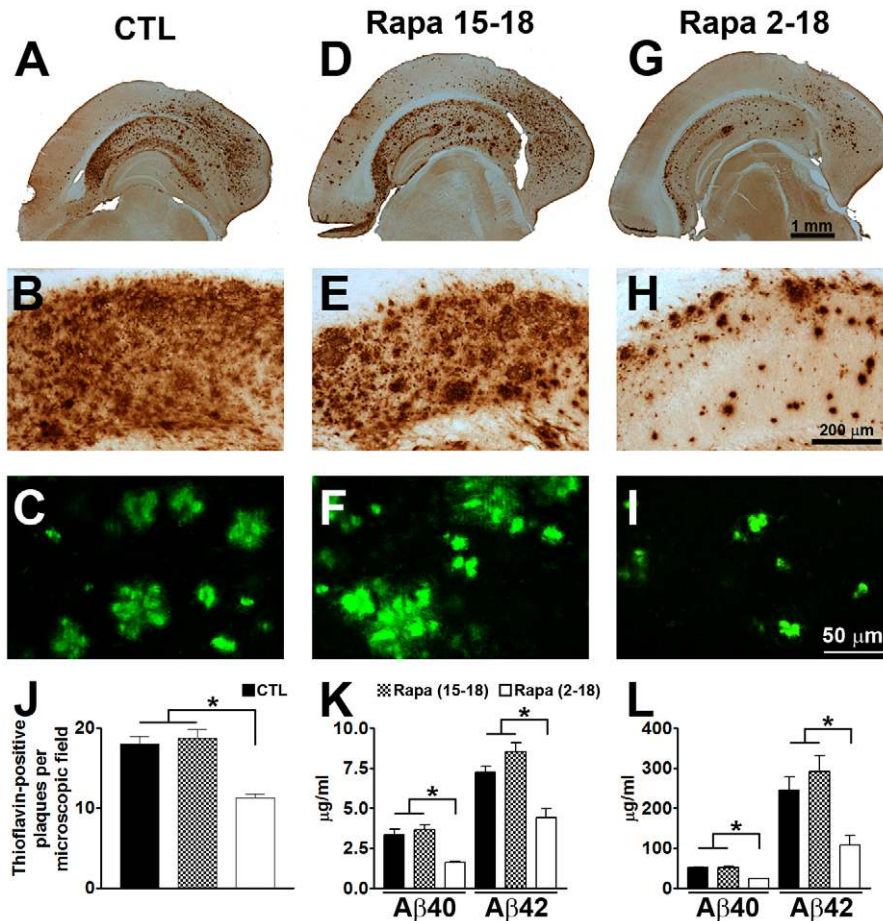 CTL
Rapa 15-18
Rapa 2-18
A
D
G
1 mm
B
E
H
200 μm
C
F
I
50 μm
J
*
CTL
Thioflavin-positive
plaques per
microscopic field
20
10
0
K
Rapa (15-18)
Rapa (2-18)
μg/ml
10.0
7.5
5.0
2.5
0.0
*
*
Aβ40
Aβ42
L
μg/ml
400
300
200
100
0
*
*
Aβ40
Aβ42